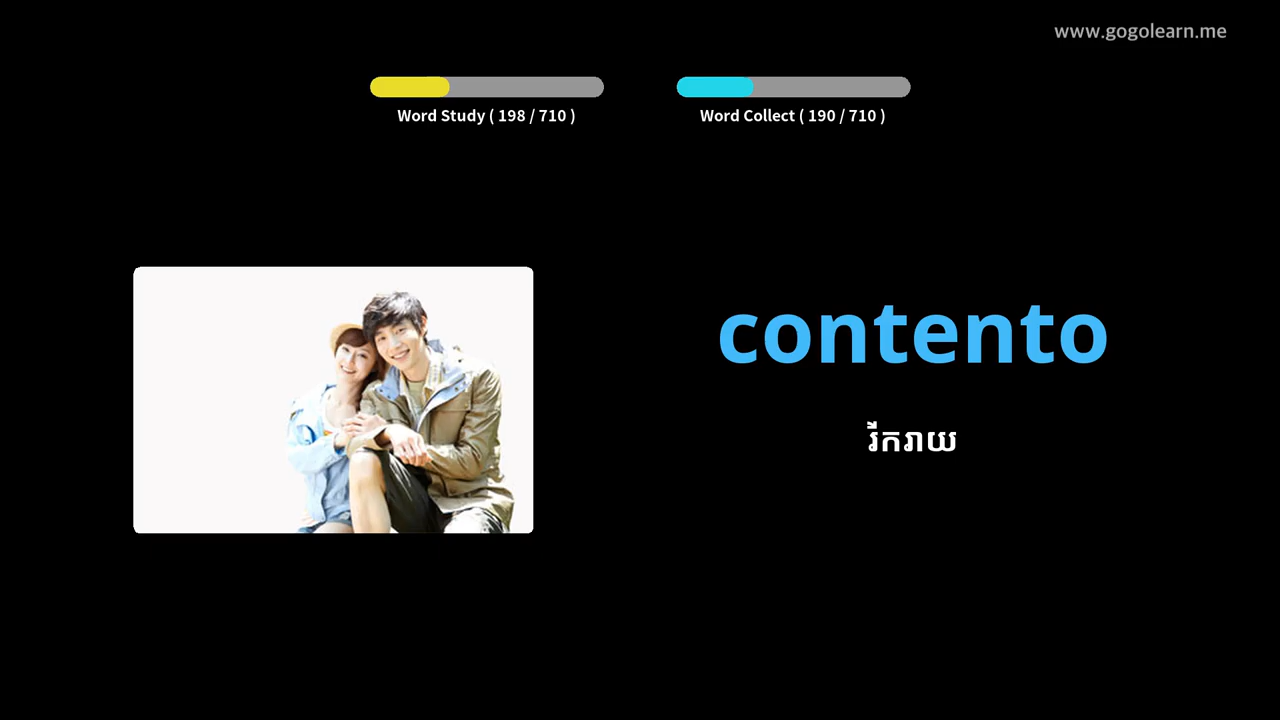 www.gogolearn.me
Word Study ( 198 / 710 )
Word Collect ( 190 / 710 )
contento
រីករាយ